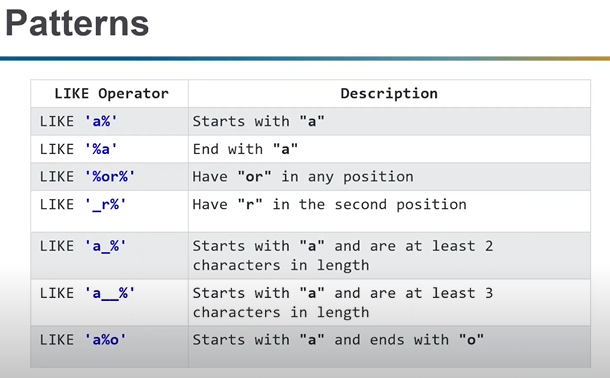 Patterns
LIKE Operator Description
LIKE 'a%' Starts with "a"
LIKE '%a' End with "a"
LIKE '%or%' Have "or" in any position
LIKE '_r%' Have "r" in the second position
LIKE 'a_%' Starts with "a" and are at least 2
characters in length
LIKE 'a__%' Starts with "a" and are at least 3
characters in length
LIKE 'a%o' Starts with "a" and ends with "o"